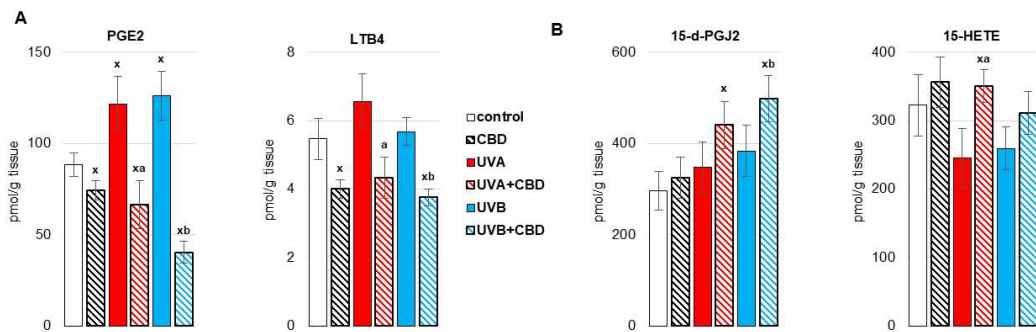 A
PGE2
150
100
50
0
pmol/g tissue
x
x
xa
x
xb
LTB4
8
6
4
2
0
pmol/g tissue
x
a
xb
control
CBD
UVA
UVA+CBD
UVB
UVB+CBD
B
15-d-PGJ2
600
400
200
0
pmol/g tissue
x
xb
15-HETE
400
300
200
100
0
pmol/g tissue
xa